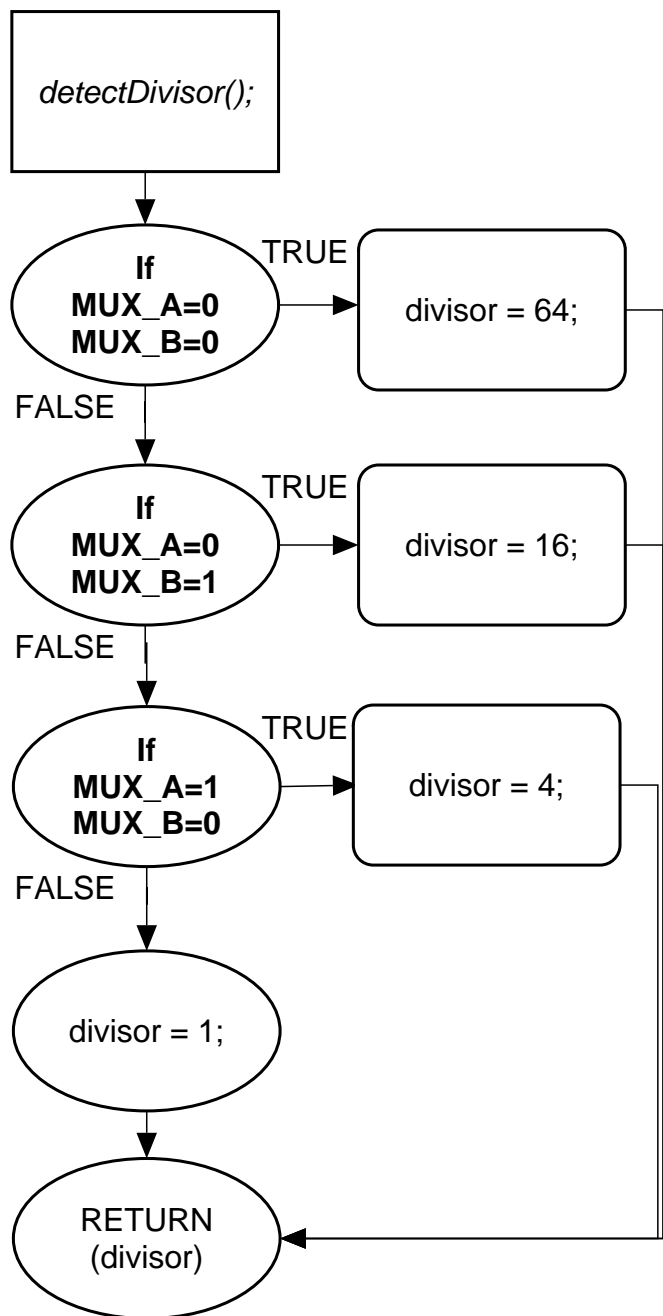 detectDivisor();
If
MUX_A=0
MUX_B=0
TRUE
divisor = 64;
FALSE
If
MUX_A=0
MUX_B=1
TRUE
divisor = 16;
FALSE
If
MUX_A=1
MUX_B=0
TRUE
divisor = 4;
FALSE
divisor = 1;
RETURN
(divisor)